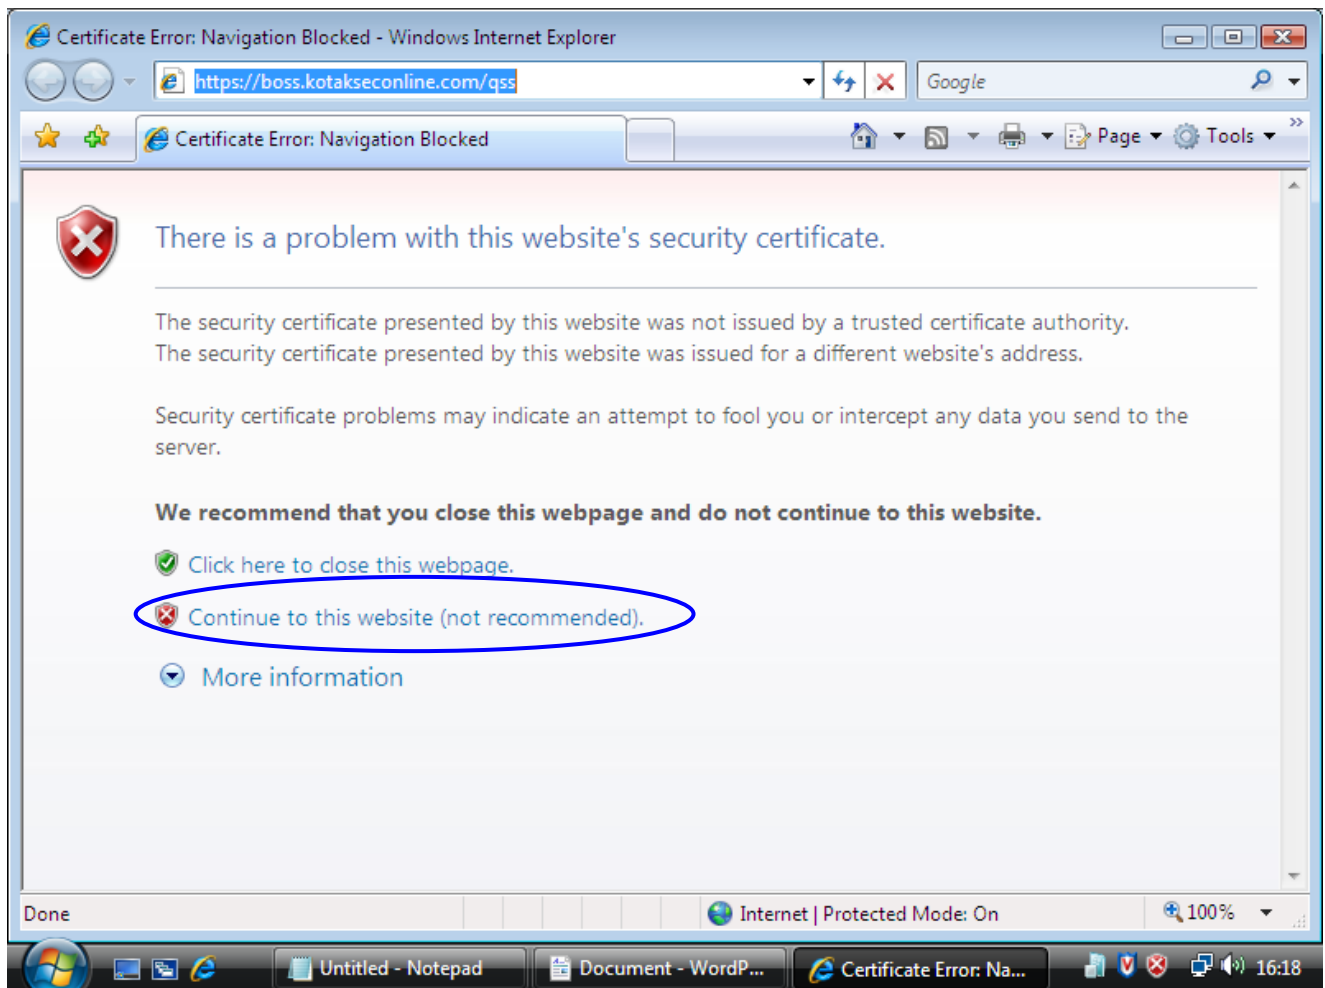 Certificate Error: Navigation Blocked - Windows Internet Explorer
https://boss.kotakseconline.com/qss
Google
Certificate Error: Navigation Blocked
Page
Tools
There is a problem with this website's security certificate.
The security certificate presented by this website was not issued by a trusted certificate authority.
The security certificate presented by this website was issued for a different website's address.
Security certificate problems may indicate an attempt to fool you or intercept any data you send to the
server.
We recommend that you close this webpage and do not continue to this website.
Click here to close this webpage.
Continue to this website (not recommended).
More information
Done
Internet | Protected Mode: On
100%
Untitled - Notepad
Document - WordP...
Certificate Error: Na...
16:18